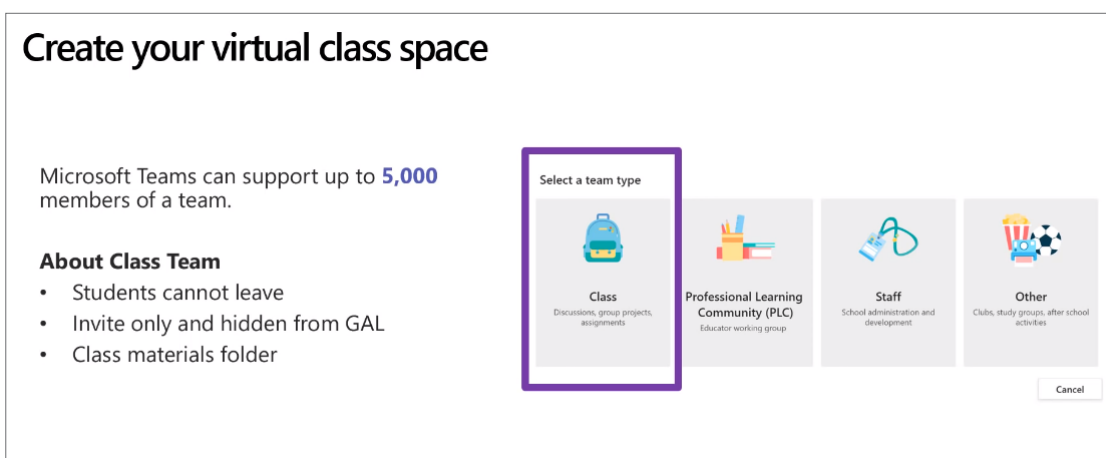 Create your virtual class space
Microsoft Teams can support up to 5,000
members of a team.
About Class Team
• Students cannot leave
• Invite only and hidden from GAL
• Class materials folder
Select a team type
Class
Discussions, group projects,
assignments
Professional Learning
Community (PLC)
Educator working group
Staff
School administration and
development
Other
Clubs, study groups, after school
activities
Cancel